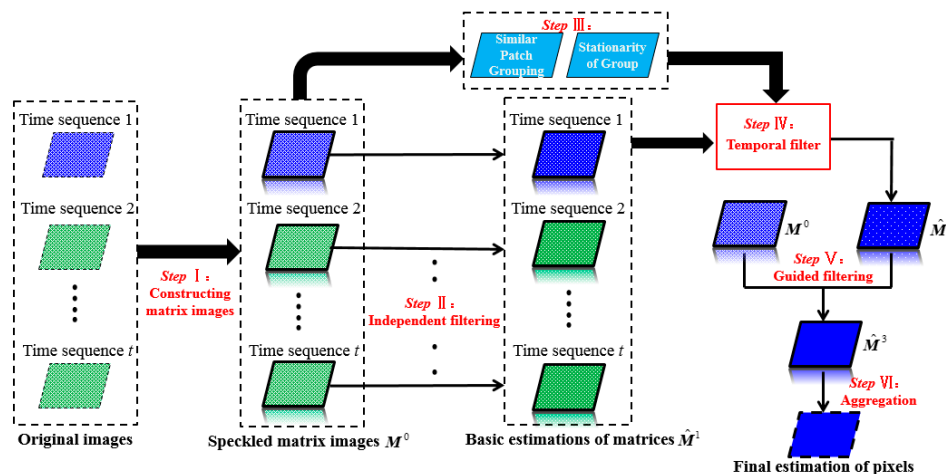 Step Ⅲ:
Similar
Patch
Grouping
Stationarity
of Group
Time sequence 1
Time sequence 2
Time sequence t
Original images
Step Ⅰ:
Constructing
matrix images
Time sequence 1
Time sequence 2
Time sequence t
Speckled matrix images M⁰
Step Ⅱ:
Independent filtering
Time sequence 1
Time sequence 2
Time sequence t
Basic estimations of matrices M̂¹
Step Ⅳ:
Temporal filter
M⁰
M̂
Step Ⅴ:
Guided filtering
M̂³
Step Ⅵ:
Aggregation
Final estimation of pixels